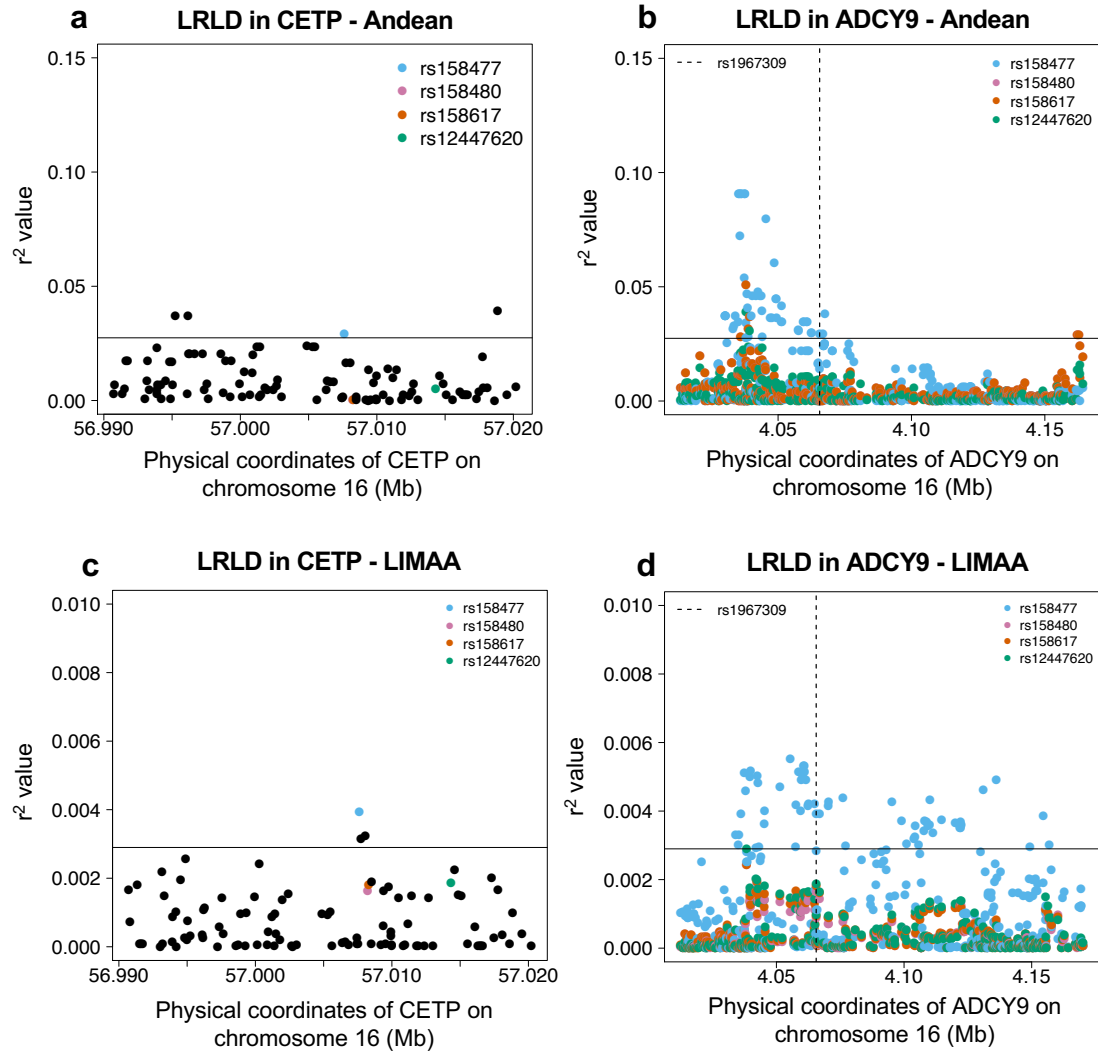 a
LRLD in CETP - Andean
0.15
0.10
0.05
0.00
r² value
rs158477
rs158480
rs158617
rs12447620
56.990
57.000
57.010
57.020
Physical coordinates of CETP on
chromosome 16 (Mb)
b
LRLD in ADCY9 - Andean
0.15
0.10
0.05
0.00
r² value
rs1967309
rs158477
rs158480
rs158617
rs12447620
4.05
4.10
4.15
Physical coordinates of ADCY9 on
chromosome 16 (Mb)
c
LRLD in CETP - LIMAA
0.010
0.008
0.006
0.004
0.002
0.000
r² value
rs158477
rs158480
rs158617
rs12447620
56.990
57.000
57.010
57.020
Physical coordinates of CETP on
chromosome 16 (Mb)
d
LRLD in ADCY9 - LIMAA
0.010
0.008
0.006
0.004
0.002
0.000
r² value
rs1967309
rs158477
rs158480
rs158617
rs12447620
4.05
4.10
4.15
Physical coordinates of ADCY9 on
chromosome 16 (Mb)